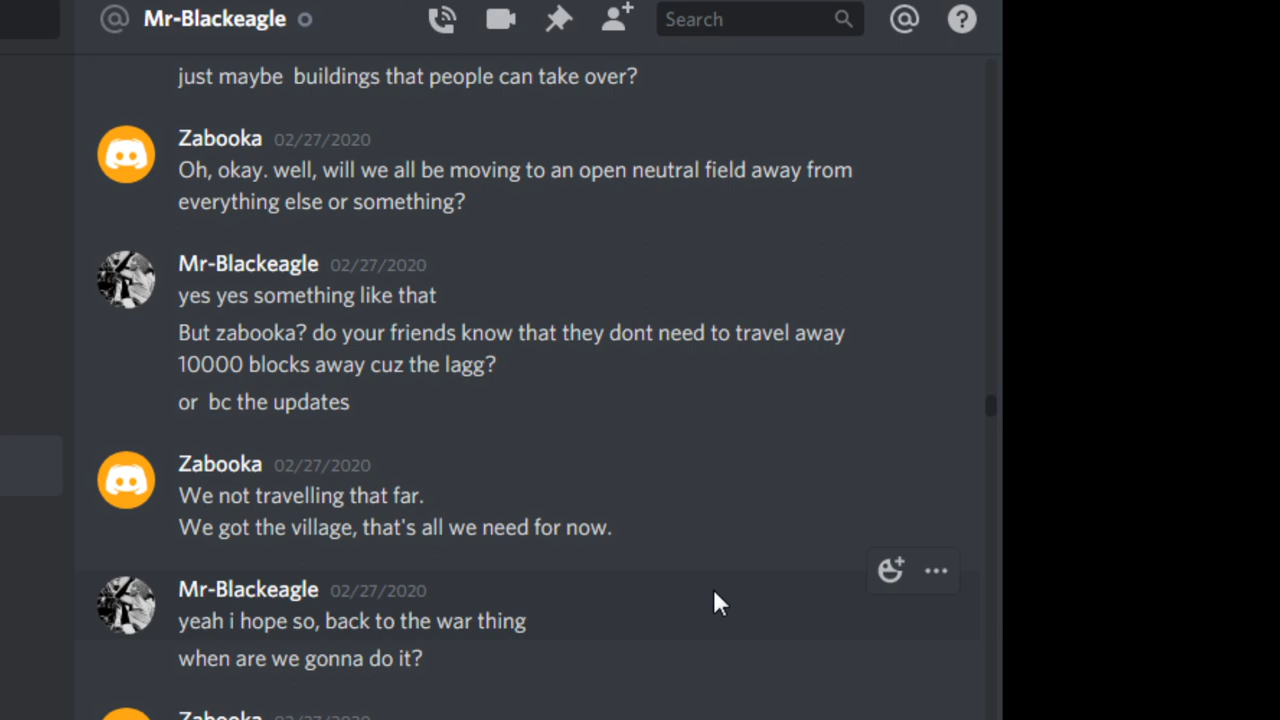 Mr-Blackeagle
Search
just maybe  buildings that people can take over?
Zabooka 02/27/2020
Oh, okay. well, will we all be moving to an open neutral field away from
everything else or something?
Mr-Blackeagle 02/27/2020
yes yes something like that
But zabooka? do your friends know that they dont need to travel away
10000 blocks away cuz the lagg?
or  bc the updates
Zabooka 02/27/2020
We not travelling that far.
We got the village, that's all we need for now.
Mr-Blackeagle 02/27/2020
yeah i hope so, back to the war thing
when are we gonna do it?
Zabooka 02/27/2020